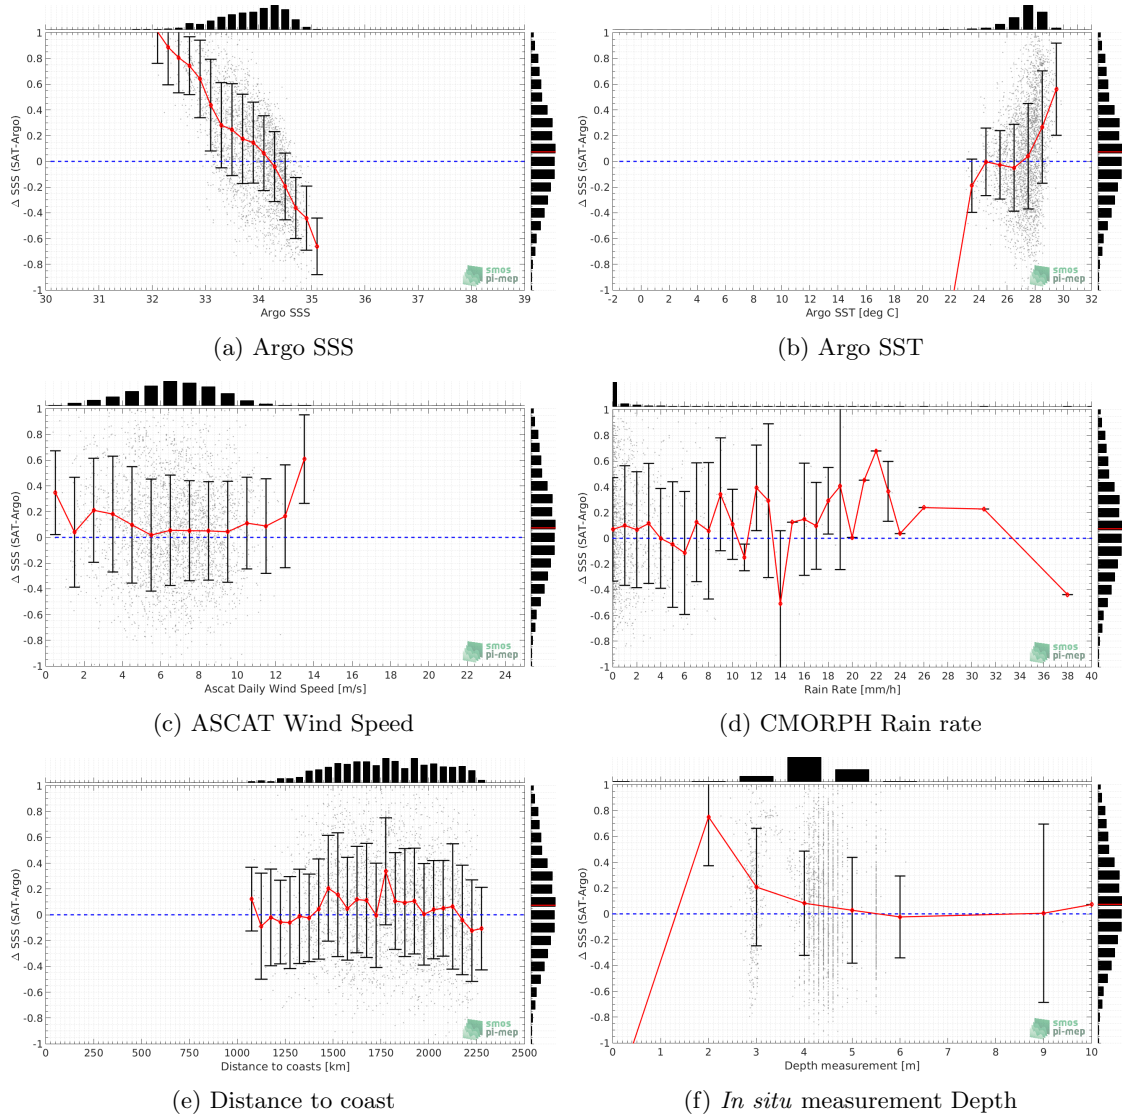 1
0.8
0.6
0.4
0.2
0
-0.2
-0.4
-0.6
-0.8
-1
Δ SSS (SAT-Argo)
30 31 32 33 34 35 36 37 38 39
Argo SSS
smos
pi-mep
(a) Argo SSS
1
0.8
0.6
0.4
0.2
0
-0.2
-0.4
-0.6
-0.8
-1
Δ SSS (SAT-Argo)
-2 0 2 4 6 8 10 12 14 16 18 20 22 24 26 28 30 32
Argo SST [deg C]
smos
pi-mep
(b) Argo SST
1
0.8
0.6
0.4
0.2
0
-0.2
-0.4
-0.6
-0.8
-1
Δ SSS (SAT-Argo)
0 2 4 6 8 10 12 14 16 18 20 22 24
Ascat Daily Wind Speed [m/s]
smos
pi-mep
(c) ASCAT Wind Speed
1
0.8
0.6
0.4
0.2
0
-0.2
-0.4
-0.6
-0.8
-1
Δ SSS (SAT-Argo)
0 2 4 6 8 10 12 14 16 18 20 22 24 26 28 30 32 34 36 38 40
Rain Rate [mm/h]
smos
pi-mep
(d) CMORPH Rain rate
1
0.8
0.6
0.4
0.2
0
-0.2
-0.4
-0.6
-0.8
-1
Δ SSS (SAT-Argo)
0 250 500 750 1000 1250 1500 1750 2000 2250 2500
Distance to coasts [km]
smos
pi-mep
(e) Distance to coast
1
0.8
0.6
0.4
0.2
0
-0.2
-0.4
-0.6
-0.8
-1
Δ SSS (SAT-Argo)
0 1 2 3 4 5 6 7 8 9 10
Depth measurement [m]
smos
pi-mep
(f) In situ measurement Depth